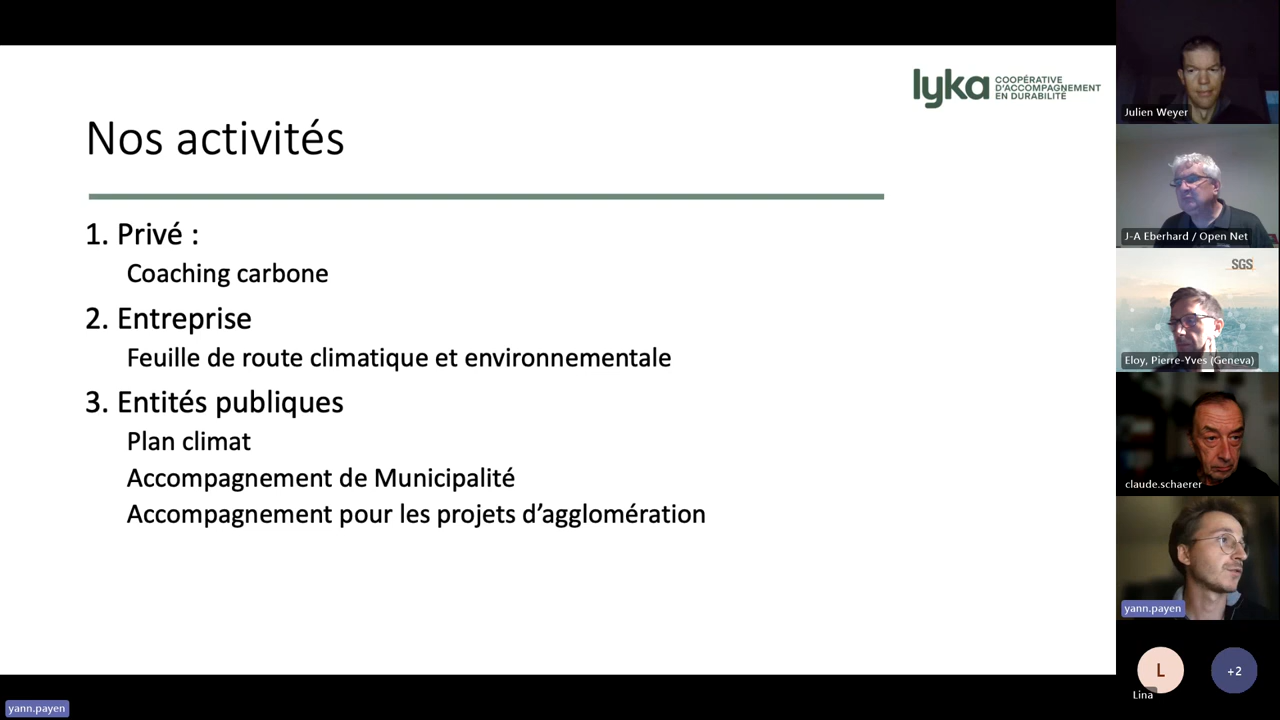 lyka
COOPÉRATIVE
D'ACCOMPAGNEMENT
EN DURABILITÉ
Nos activités
1. Privé :
Coaching carbone
2. Entreprise
Feuille de route climatique et environnementale
3. Entités publiques
Plan climat
Accompagnement de Municipalité
Accompagnement pour les projets d’agglomération
Julien Weyer
J-A Eberhard / Open Net
SGS
Eloy, Pierre-Yves (Geneva)
claude.schaerer
yann.payen
L
Lina
+2
yann.payen